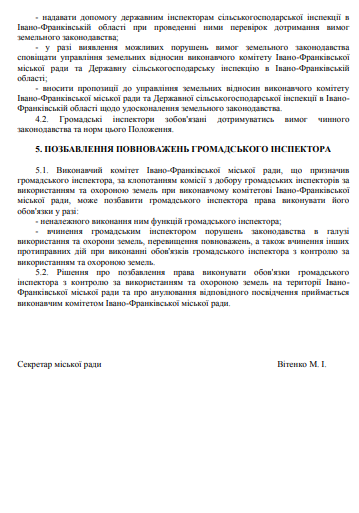 - надавати допомогу державним інспекторам сільськогосподарської інспекції в
Івано-Франківській області при проведенні ними перевірок дотримання вимог
земельного законодавства;
- у разі виявлення можливих порушень вимог земельного законодавства
сповіщати управління земельних відносин виконавчого комітету Івано-Франківської
міської ради та Державну сільськогосподарську інспекцію в Івано-Франківській
області;
- вносити пропозиції до управління земельних відносин виконавчого комітету
Івано-Франківської міської ради та Державної сільськогосподарської інспекції в Івано-
Франківській області щодо удосконалення земельного законодавства.
4.2. Громадські інспектори зобов'язані дотримуватись вимог чинного
законодавства та норм цього Положення.
5. ПОЗБАВЛЕННЯ ПОВНОВАЖЕНЬ ГРОМАДСЬКОГО ІНСПЕКТОРА
5.1. Виконавчий комітет Івано-Франківської міської ради, що призначив
громадського інспектора, за клопотанням комісії з добору громадських інспекторів за
використанням та охороною земель при виконавчому комітетові Івано-Франківської
міської ради, може позбавити громадського інспектора права виконувати його
обов'язки у разі:
- неналежного виконання ним функцій громадського інспектора;
- вчинення громадським інспектором порушень законодавства в галузі
використання та охорони земель, перевищення повноважень, а також вчинення інших
протиправних дій при виконанні обов'язків громадського інспектора з контролю за
використанням та охороною земель.
5.2. Рішення про позбавлення права виконувати обов'язки громадського
інспектора з контролю за використанням та охороною земель на території Івано-
Франківської міської ради та про анулювання відповідного посвідчення приймається
виконавчим комітетом Івано-Франківської міської ради.
Секретар міської ради Вітенко М. І.